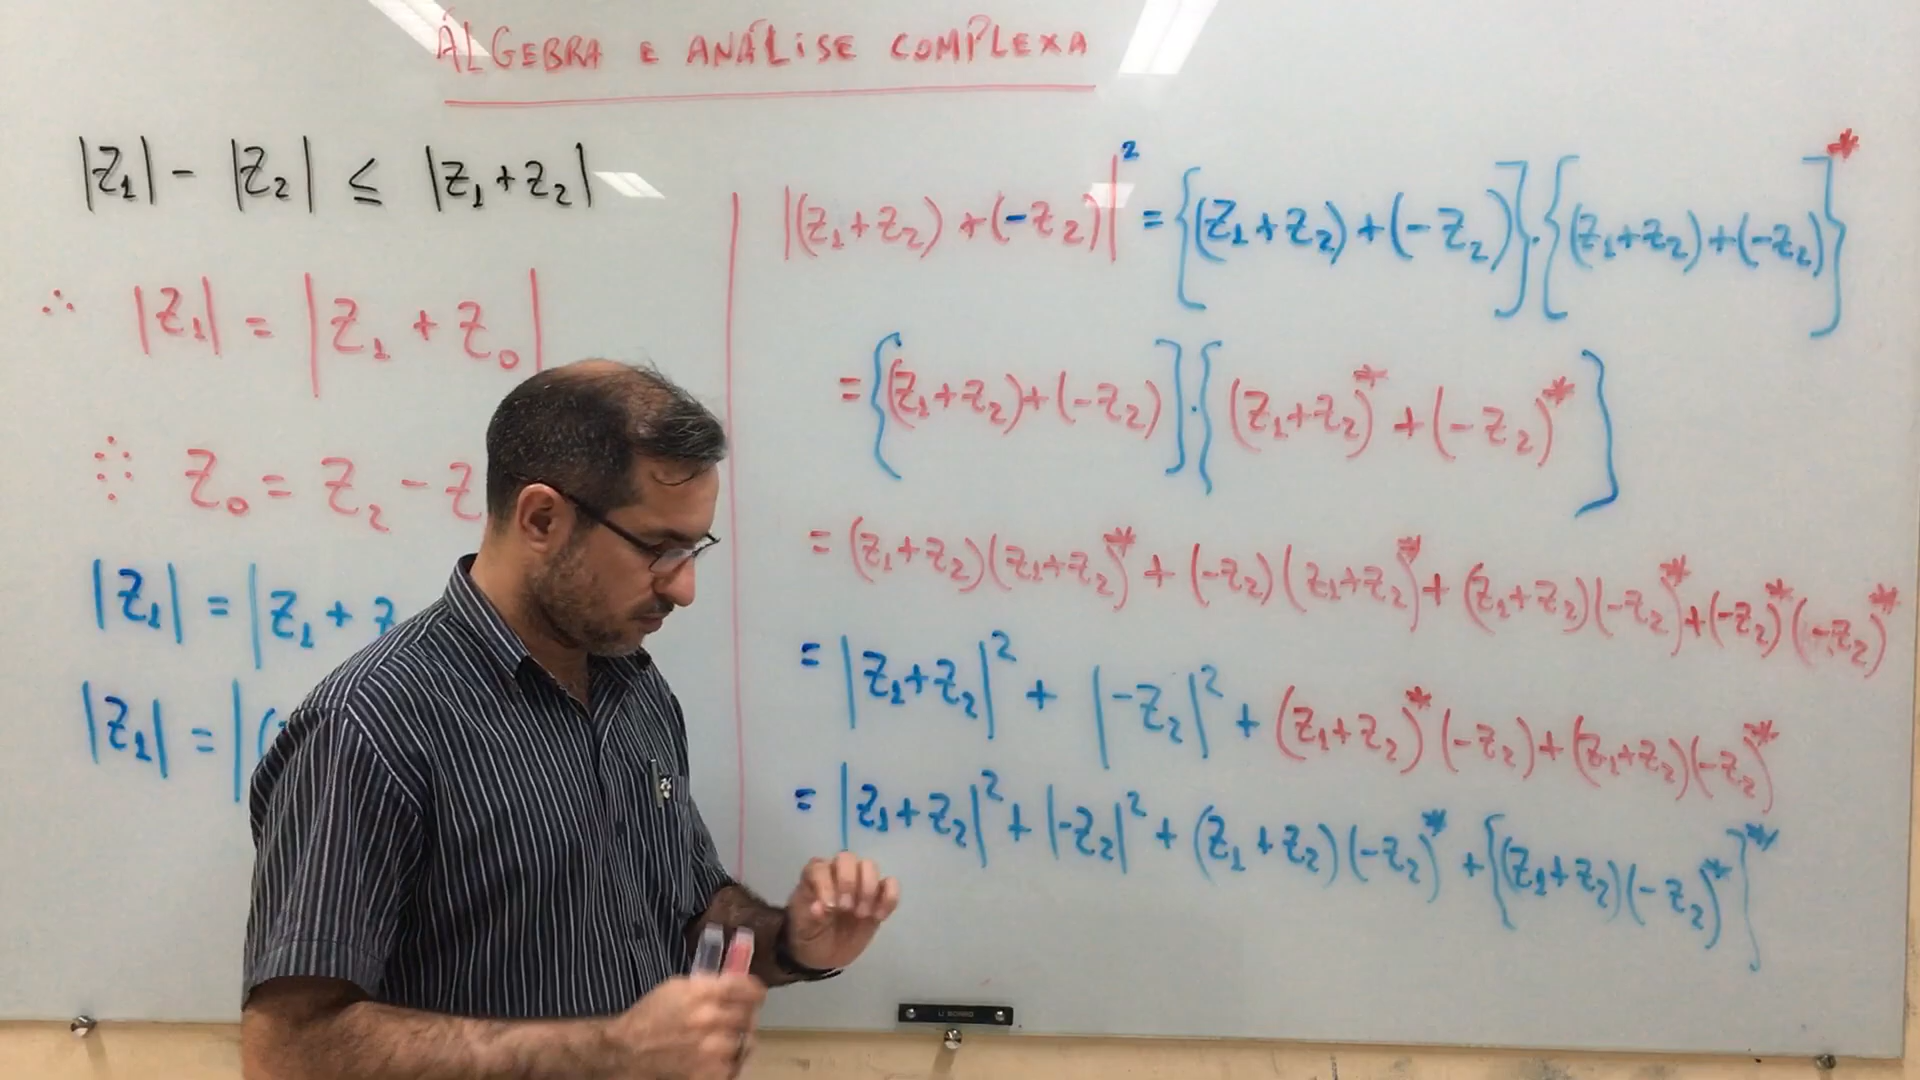 ÁLGEBRA E ANÁLISE COMPLEXA
|Z₁| - |Z₂| ≤ |Z₁+Z₂|
∴ |Z₁| = |Z₁ + Z₀|
Z₀ = Z₂ - Z
|Z₁| = |Z₁ + Z
|Z₁| = |(
|(Z₁+Z₂) + (-Z₂)|² = {(Z₁+Z₂)+(-Z₂)}.{(Z₁+Z₂)+(-Z₂)}*
= {(Z₁+Z₂)+(-Z₂)}.{(Z₁+Z₂)* + (-Z₂)*}
= (Z₁+Z₂)(Z₁+Z₂)* + (-Z₂)(Z₁+Z₂)* + (Z₁+Z₂)(-Z₂)* + (-Z₂)*(-Z₂)*
= |Z₁+Z₂|² + |-Z₂|² + (Z₁+Z₂)*(-Z₂) + (Z₁+Z₂)(-Z₂)*
= |Z₁+Z₂|² + |-Z₂|² + (Z₁+Z₂)(-Z₂)* + {(Z₁+Z₂)(-Z₂)*}*